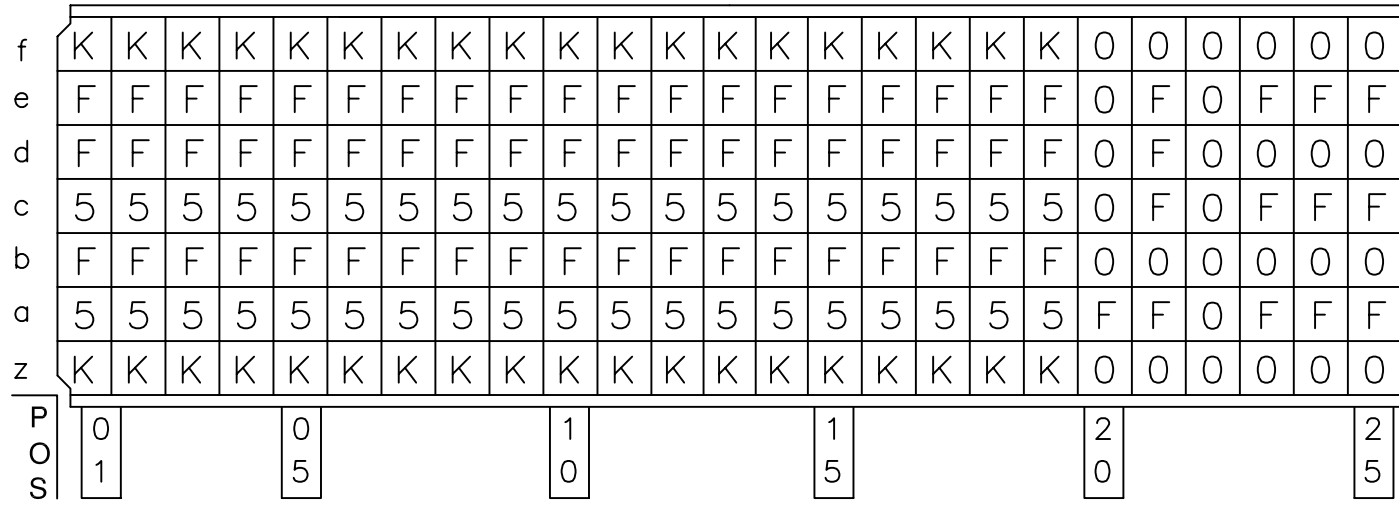 f K K K K K K K K K K K K K K K K K K K 0 0 0 0 0 0
e F F F F F F F F F F F F F F F F F F F 0 F 0 F F F
d F F F F F F F F F F F F F F F F F F F 0 F 0 0 0 0
c 5 5 5 5 5 5 5 5 5 5 5 5 5 5 5 5 5 5 5 0 F 0 F F F
b F F F F F F F F F F F F F F F F F F F 0 0 0 0 0 0
a 5 5 5 5 5 5 5 5 5 5 5 5 5 5 5 5 5 5 5 F F 0 F F F
z K K K K K K K K K K K K K K K K K K K 0 0 0 0 0 0
POS 01 05 10 15 20 25